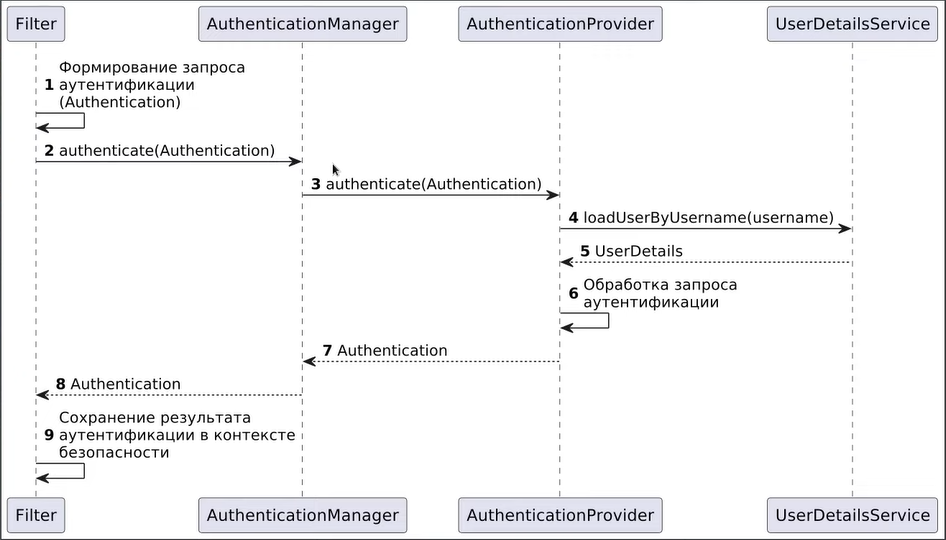 Filter
AuthenticationManager
AuthenticationProvider
UserDetailsService
Формирование запроса
1 аутентификации
(Authentication)
2 authenticate(Authentication)
3 authenticate(Authentication)
4 loadUserByUsername(username)
5 UserDetails
6 Обработка запроса
аутентификации
7 Authentication
8 Authentication
Сохранение результата
9 аутентификации в контексте
безопасности
Filter
AuthenticationManager
AuthenticationProvider
UserDetailsService